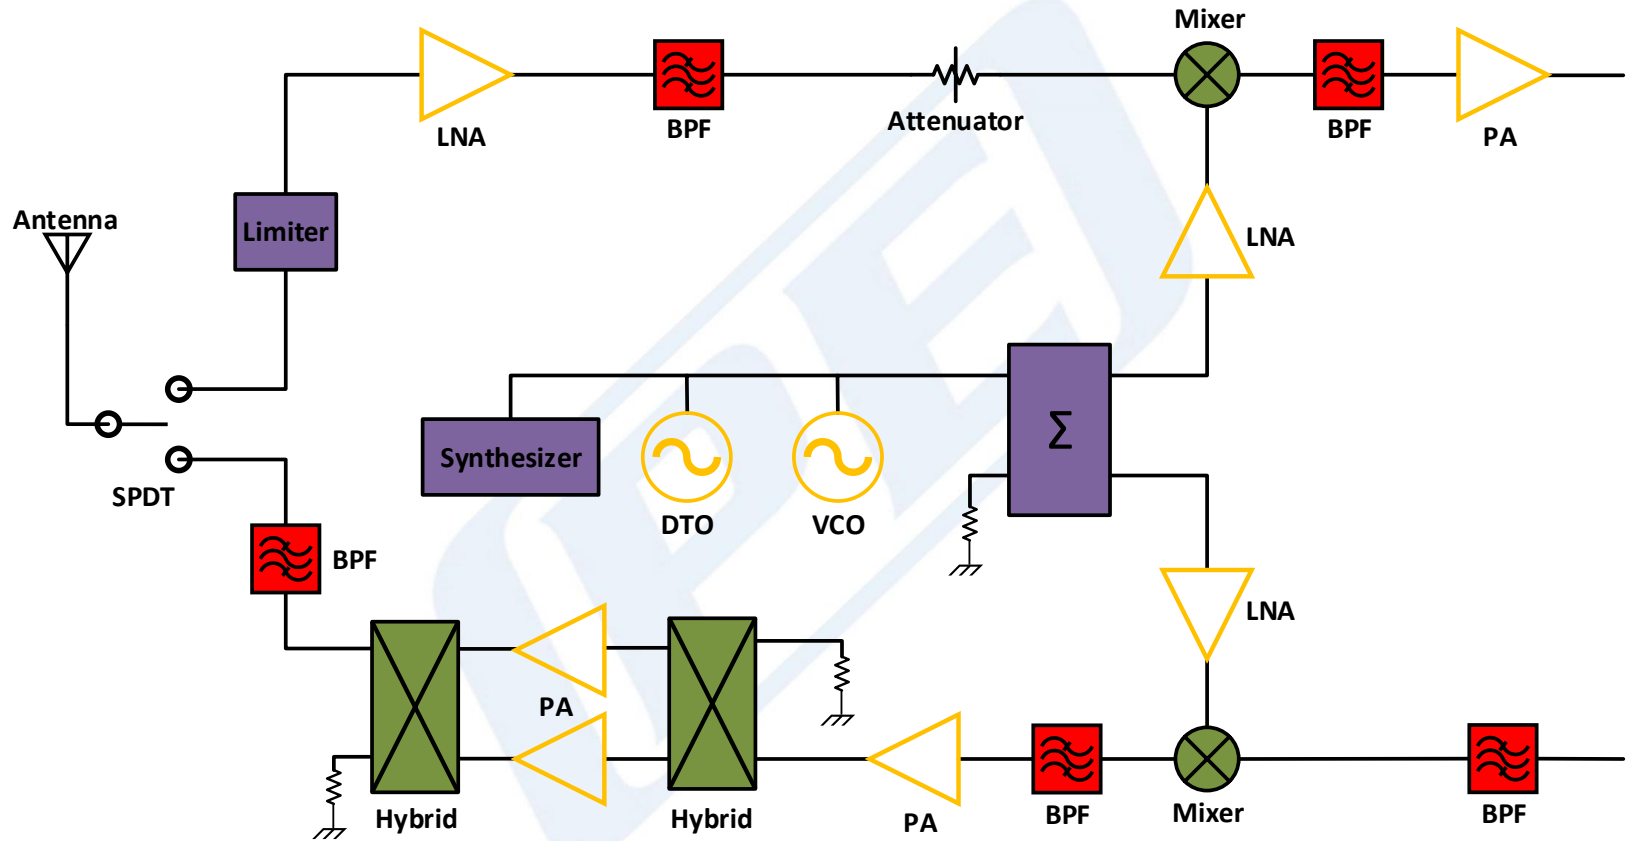 Mixer
LNA
BPF
Attenuator
BPF
PA
Antenna
Limiter
LNA
Σ
Synthesizer
DTO
VCO
SPDT
BPF
LNA
PA
Hybrid
Hybrid
PA
BPF
Mixer
BPF